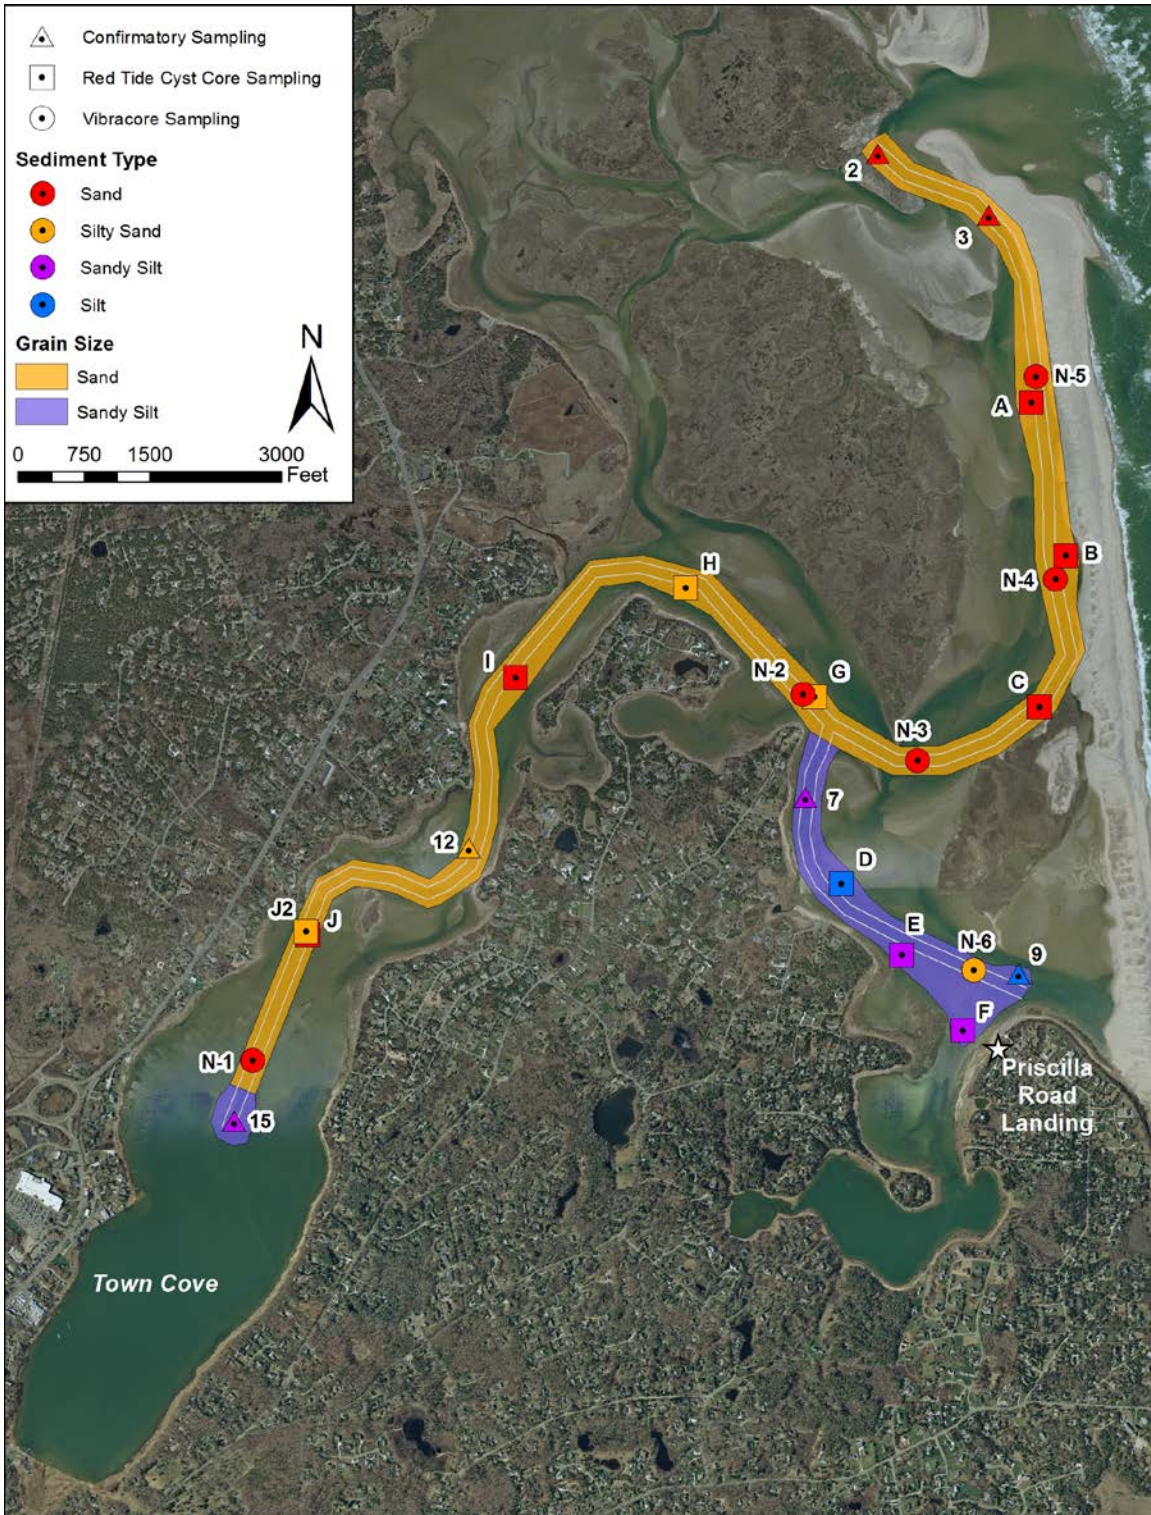 Confirmatory Sampling
Red Tide Cyst Core Sampling
Vibracore Sampling
Sediment Type
Sand
Silty Sand
Sandy Silt
Silt
Grain Size
Sand
Sandy Silt
N
0 750 1500 3000
Feet
2
3
N-5
A
B
N-4
H
I
N-2 G
C
N-3
7
12
D
J2 J
E
N-6
9
F
N-1
Priscilla
Road
Landing
15
Town Cove